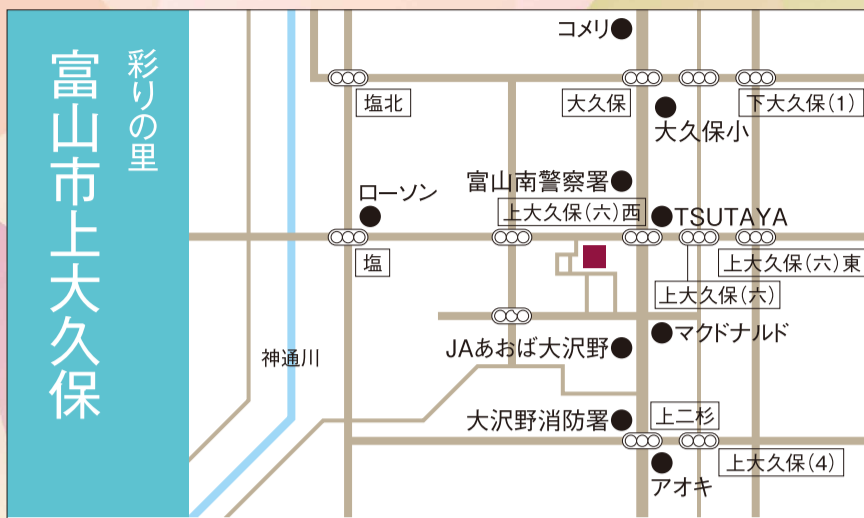 彩りの里
富山市上大久保
コメリ
塩北
大久保
下大久保(1)
大久保小
富山南警察署
ローソン
上大久保(六)西
TSUTAYA
塩
上大久保(六)東
上大久保(六)
マクドナルド
JAあおば大沢野
神通川
大沢野消防署
上二杉
上大久保(4)
アオキ